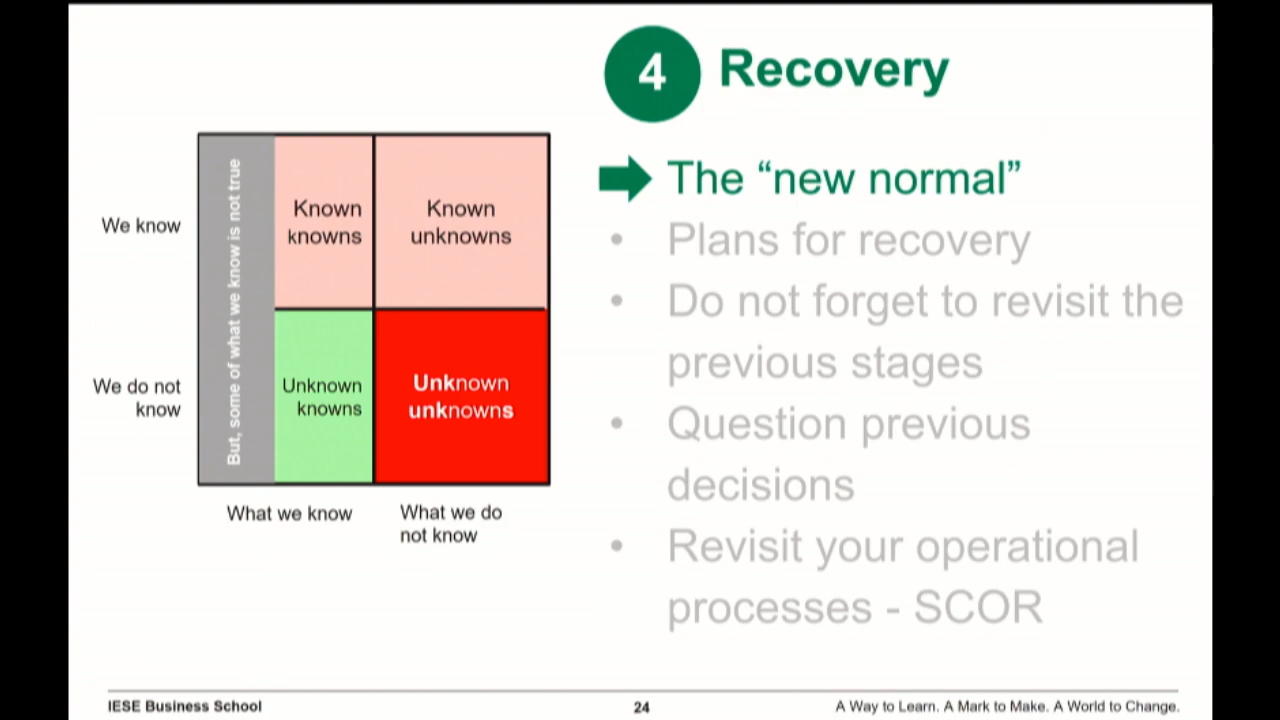 4 Recovery
The “new normal”
• Plans for recovery
• Do not forget to revisit the
previous stages
• Question previous
decisions
• Revisit your operational
processes - SCOR
We know
We do not
know
But, some of what we know is not true
Known
knowns
Known
unknowns
Unknown
knowns
Unknown
unknowns
What we know
What we do
not know
IESE Business School
24
A Way to Learn. A Mark to Make. A World to Change.